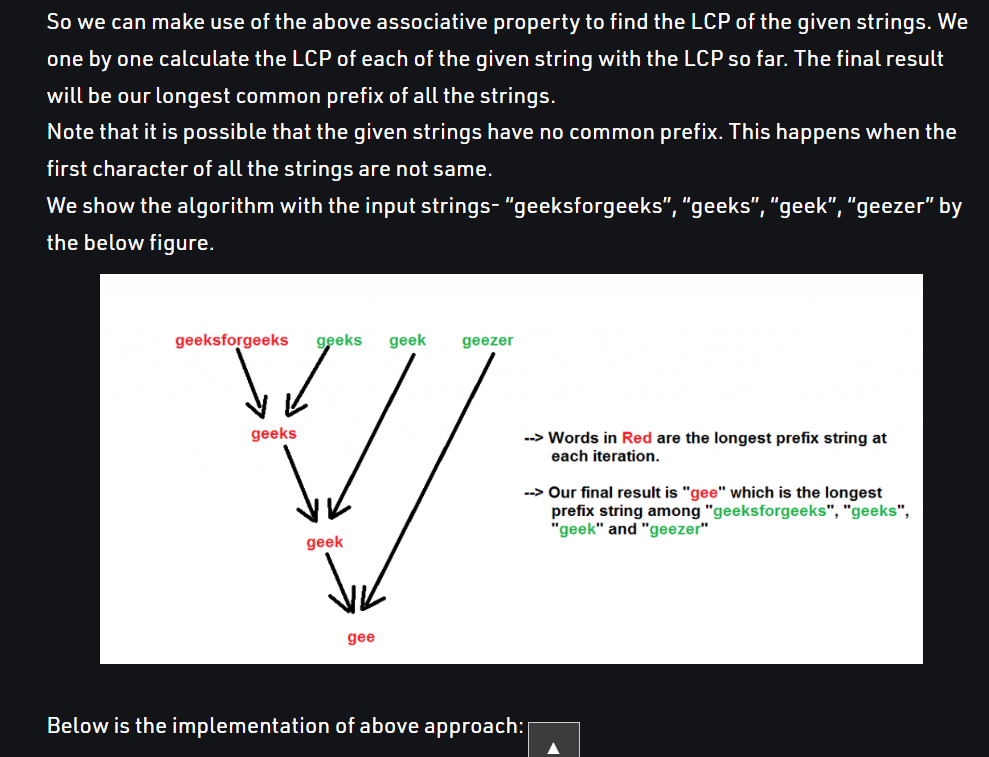 So we can make use of the above associative property to find the LCP of the given strings. We
one by one calculate the LCP of each of the given string with the LCP so far. The final result
will be our longest common prefix of all the strings.
Note that it is possible that the given strings have no common prefix. This happens when the
first character of all the strings are not same.
We show the algorithm with the input strings- “geeksforgeeks”, “geeks”, “geek”, “geezer” by
the below figure.
geeksforgeeks geeks geek geezer
geeks
--> Words in Red are the longest prefix string at
each iteration.
--> Our final result is "gee" which is the longest
prefix string among "geeksforgeeks", "geeks",
"geek" and "geezer"
geek
gee
Below is the implementation of above approach: